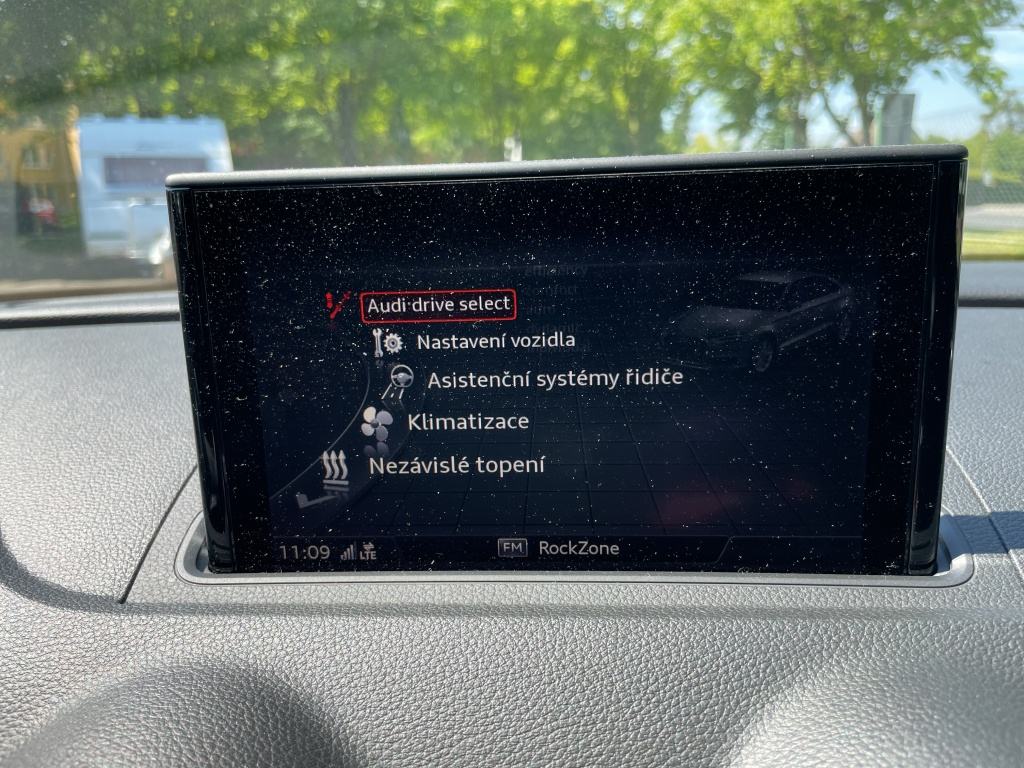 Audi drive select
Nastavení vozidla
Asistenční systémy řidiče
Klimatizace
Nezávislé topení
11:09 LTE FM RockZone